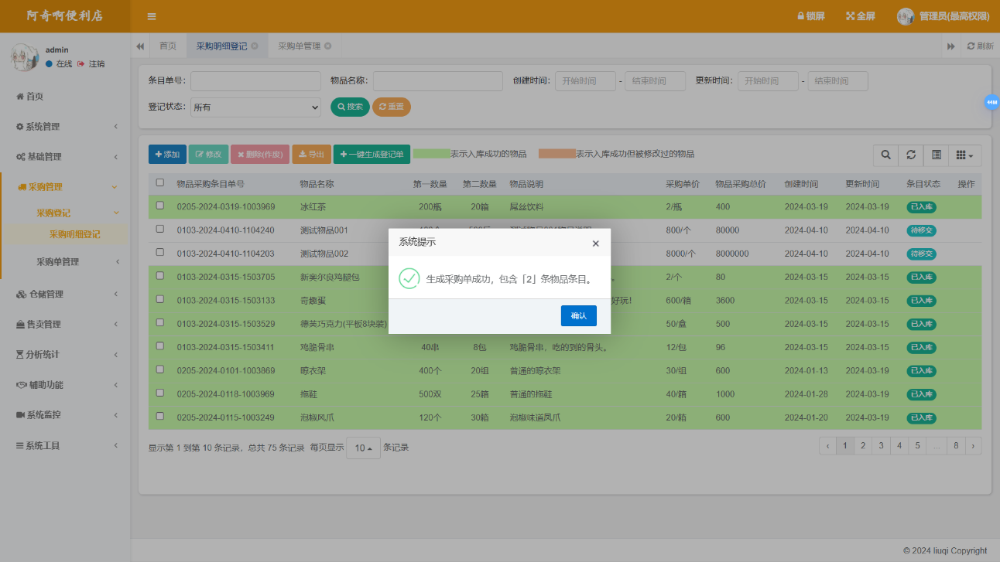 阿奇啊便利店
锁屏 全屏 管理员(最高权限)
admin
在线 注销
首页 采购明细登记 采购单管理 刷新
首页
系统管理
基础管理
采购管理
采购登记
采购明细登记
采购单管理
仓储管理
售卖管理
分析统计
辅助功能
系统监控
系统工具
条目单号： 物品名称： 创建时间： 开始时间 - 结束时间 更新时间： 开始时间 - 结束时间
登记状态： 所有 搜索 重置
添加 修改 删除(作废) 导出 一键生成登记单 表示入库成功的物品 表示入库成功但被修改过的物品
物品采购条目单号 物品名称 第一数量 第二数量 物品说明 采购单价 物品采购总价 创建时间 更新时间 条目状态 操作
0205-2024-0319-1003969 冰红茶 200瓶 20箱 屌丝饮料 2/瓶 400 2024-03-19 2024-03-19 已入库
0103-2024-0410-1104240 测试物品001 800/个 80000 2024-04-10 2024-04-10 待移交
0103-2024-0410-1104203 测试物品002 8000/个 8000000 2024-04-10 2024-04-10 待移交
0103-2024-0315-1503705 新奥尔良鸡腿包 。 2/个 80 2024-03-15 2024-03-15 已入库
0103-2024-0315-1503133 奇趣蛋 好玩！ 600/箱 3600 2024-03-15 2024-03-15 已入库
0103-2024-0315-1503529 德芙巧克力(平板8块装) 50/盒 500 2024-03-15 2024-03-15 已入库
0103-2024-0315-1503411 鸡脆骨串 40串 8包 鸡脆骨串，吃的到的骨头。 12/包 96 2024-03-15 2024-03-15 已入库
0205-2024-0101-1003869 晾衣架 400个 20组 普通的晾衣架 30/组 600 2024-01-13 2024-03-19 已入库
0205-2024-0118-1003969 拖鞋 500双 25箱 普通的拖鞋 40/箱 1000 2024-01-28 2024-03-19 已入库
0205-2024-0115-1003249 泡椒风爪 120个 30箱 泡椒味道凤爪 20/箱 600 2024-01-20 2024-03-19 已入库
显示第 1 到第 10 条记录，总共 75 条记录 每页显示 10 条记录
‹ 1 2 3 4 5 ... 8 ›
系统提示 ×
生成采购单成功，包含「2」条物品条目。
确认
© 2024 liuqi Copyright